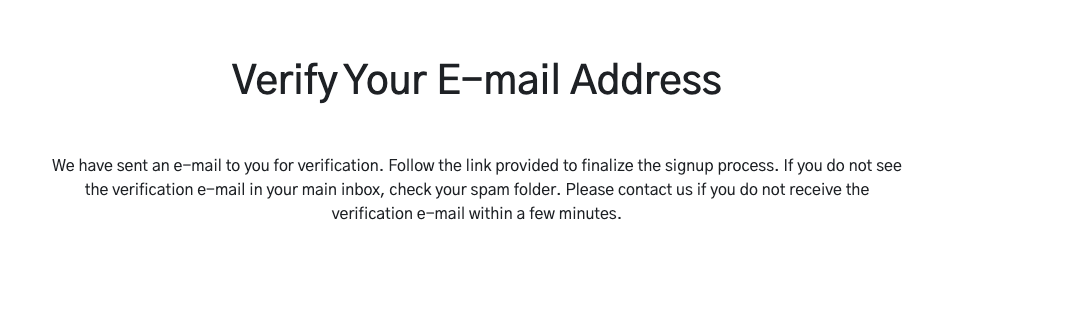 Verify Your E-mail Address
We have sent an e-mail to you for verification. Follow the link provided to finalize the signup process. If you do not see
the verification e-mail in your main inbox, check your spam folder. Please contact us if you do not receive the
verification e-mail within a few minutes.